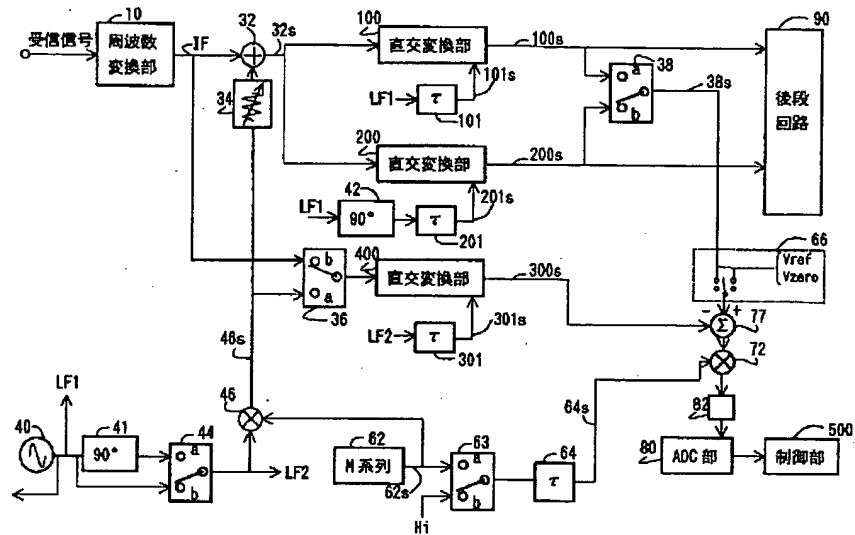 10
受信信号
周波数
変換部
IF
32
32s
34
100
直交変換部
100s
LF1
τ
101s
101
38
a
b
38s
90
後段
回路
200
直交変換部
200s
42
LF1
90°
τ
201s
201
b
a
36
400
直交変換部
300s
LF2
τ
301s
301
66
Vref
Vzero
-
+
Σ
77
72
46s
46
LF1
40
41
90°
44
a
b
LF2
62
M系列
62s
63
a
b
Hi
64
τ
64s
82
80
ADC部
500
制御部